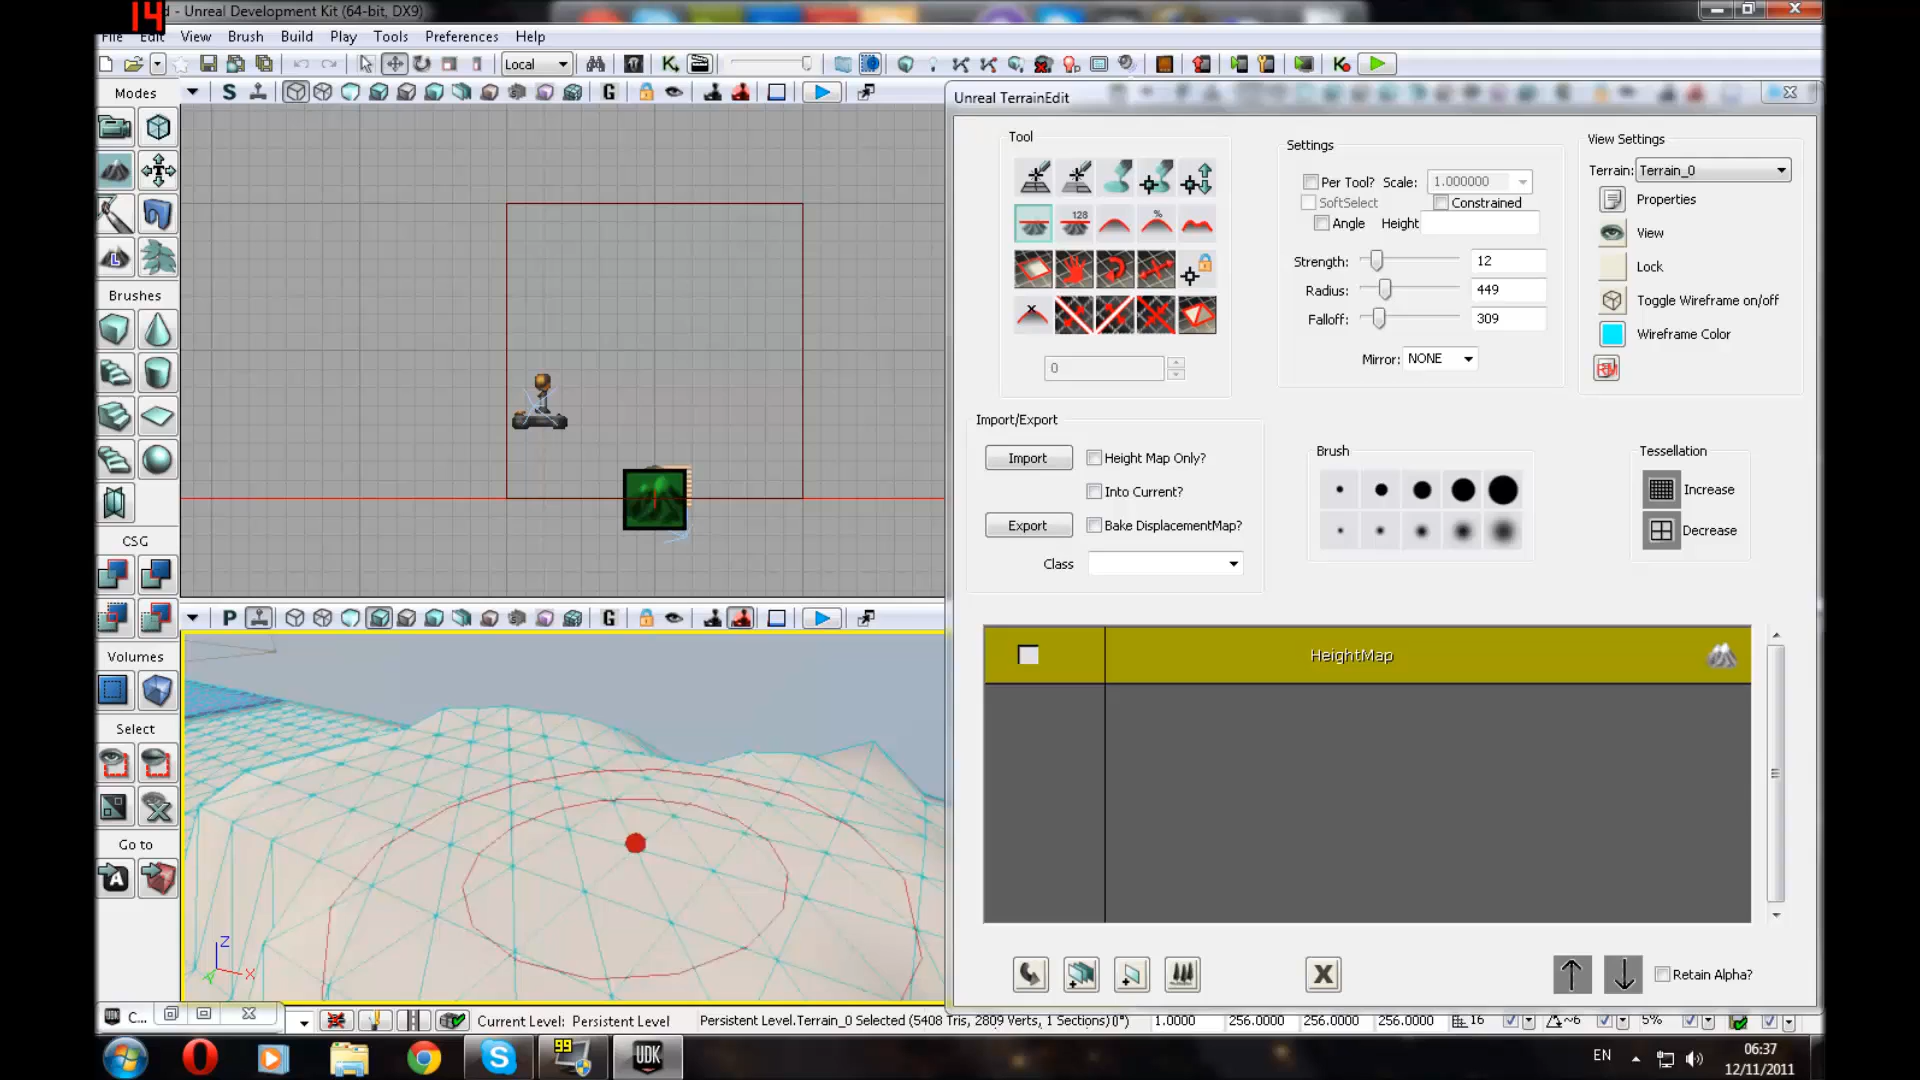 14
d - Unreal Development Kit (64-bit, DX9)
File Edit View Brush Build Play Tools Preferences Help
Local
Modes
S G
Unreal TerrainEdit
Tool
128
%
0
Settings
Per Tool? Scale: 1.000000
SoftSelect Constrained
Angle Height
Strength: 12
Radius: 449
Falloff: 309
Mirror: NONE
View Settings
Terrain: Terrain_0
Properties
View
Lock
Toggle Wireframe on/off
Wireframe Color
Import/Export
Import Height Map Only?
Into Current?
Export Bake DisplacementMap?
Class
Brush
Tessellation
Increase
Decrease
HeightMap
Retain Alpha?
Brushes
CSG
Volumes
Select
Go to
P G
Z
X
C...
Current Level: Persistent Level
Persistent Level.Terrain_0 Selected (5408 Tris, 2809 Verts, 1 Sections)
1.0000 256.0000 256.0000 256.0000 16 ~6 5%
99
UDK
EN
06:37
12/11/2011